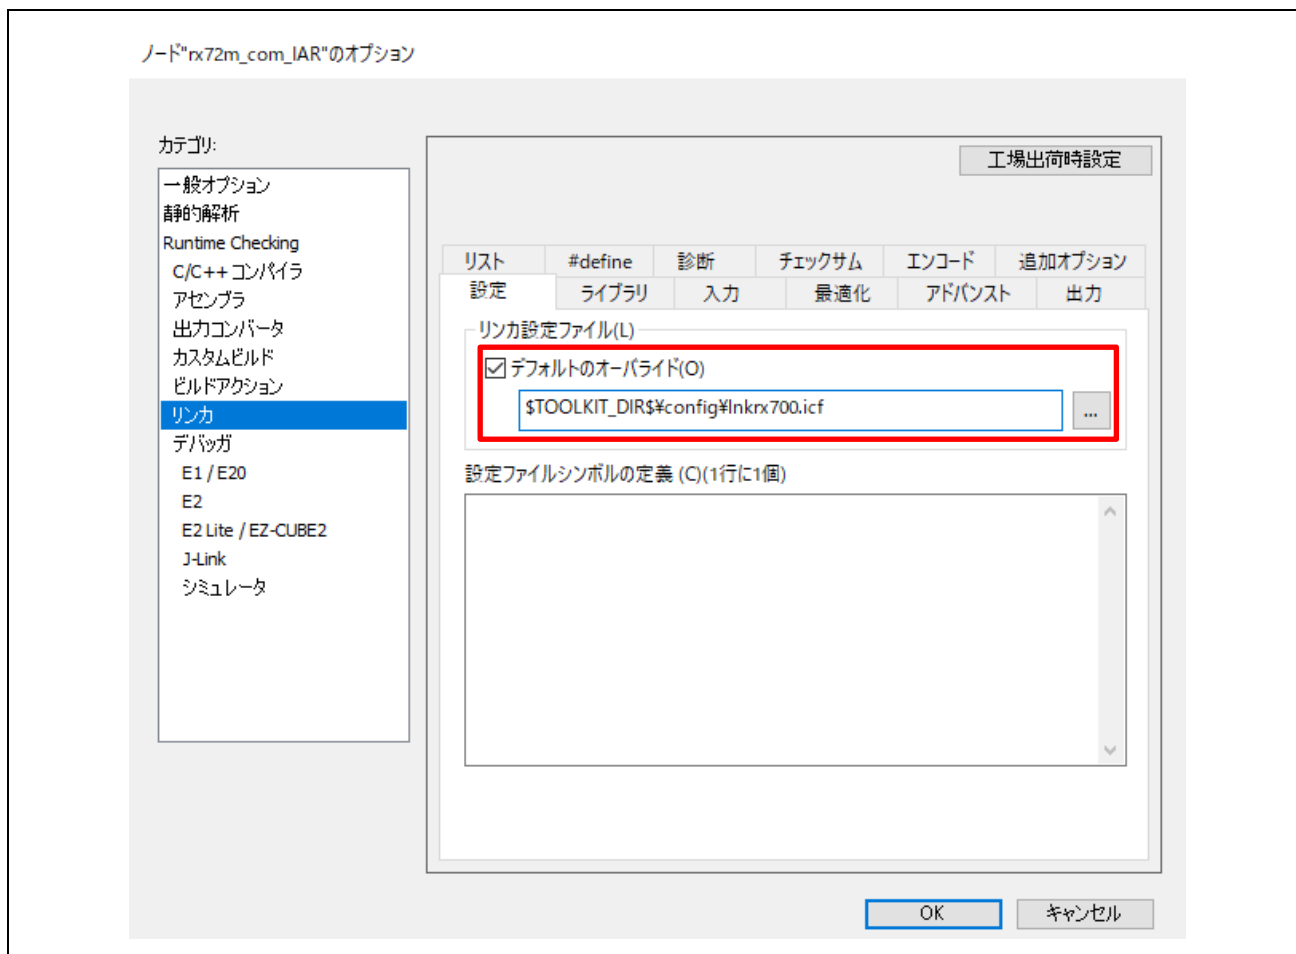 ノード"rx72m_com_IAR"のオプション
カテゴリ:
一般オプション
静的解析
Runtime Checking
C/C++ コンパイラ
アセンブラ
出力コンバータ
カスタムビルド
ビルドアクション
リンカ
デバッガ
E1 / E20
E2
E2 Lite / EZ-CUBE2
J-Link
シミュレータ
工場出荷時設定
リスト #define 診断 チェックサム エンコード 追加オプション
設定 ライブラリ 入力 最適化 アドバンスト 出力
リンカ設定ファイル(L)
デフォルトのオーバライド(O)
$TOOLKIT_DIR$¥config¥lnkrx700.icf
...
設定ファイルシンボルの定義 (C)(1行に1個)
OK キャンセル